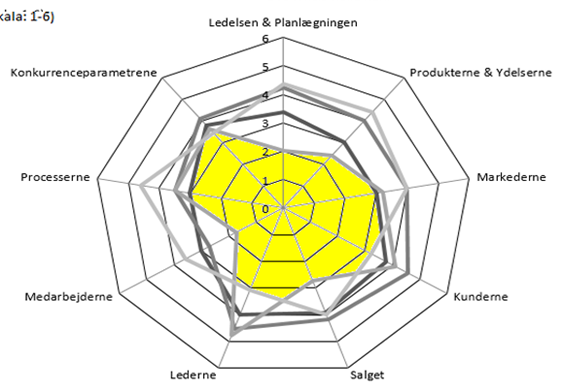 kala: 1-6)
Ledelsen & Planlægningen
6
Konkurrenceparametrene
5
Produkterne & Ydelserne
4
3
2
Processerne
1
Markederne
0
Medarbejderne
Kunderne
Lederne
Salget